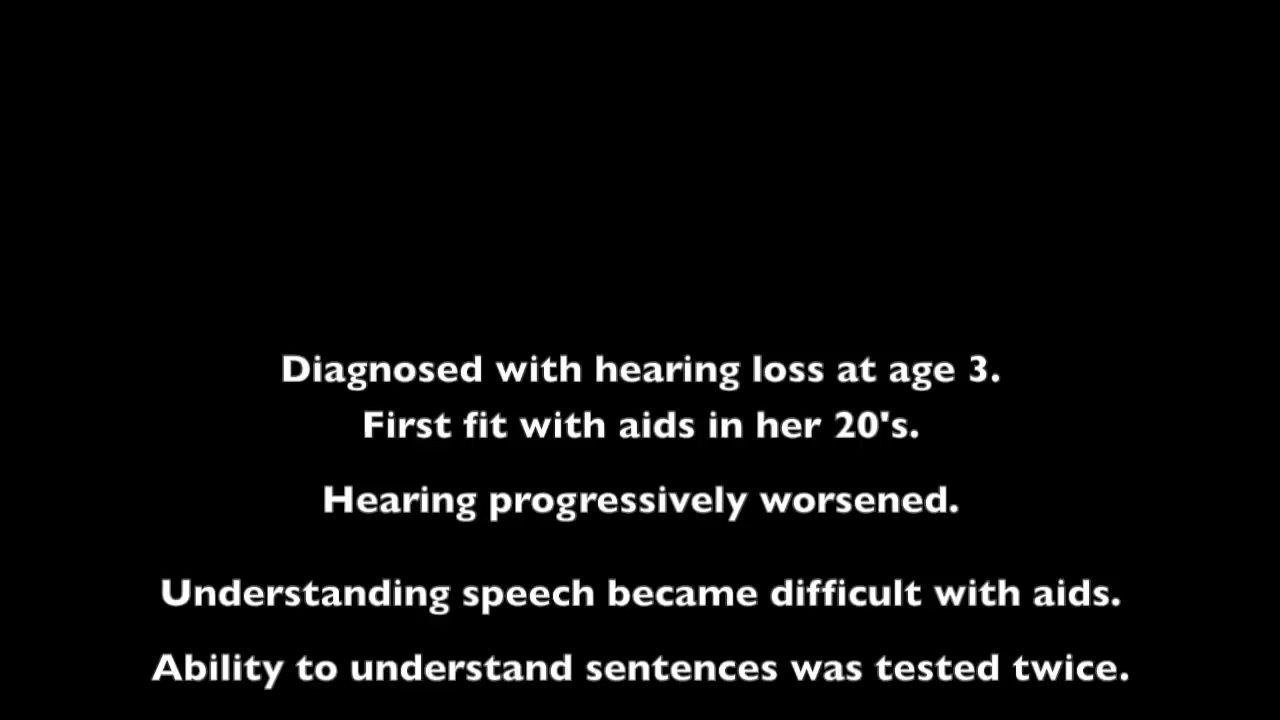 Diagnosed with hearing loss at age 3.
First fit with aids in her 20's.
Hearing progressively worsened.
Understanding speech became difficult with aids.
Ability to understand sentences was tested twice.